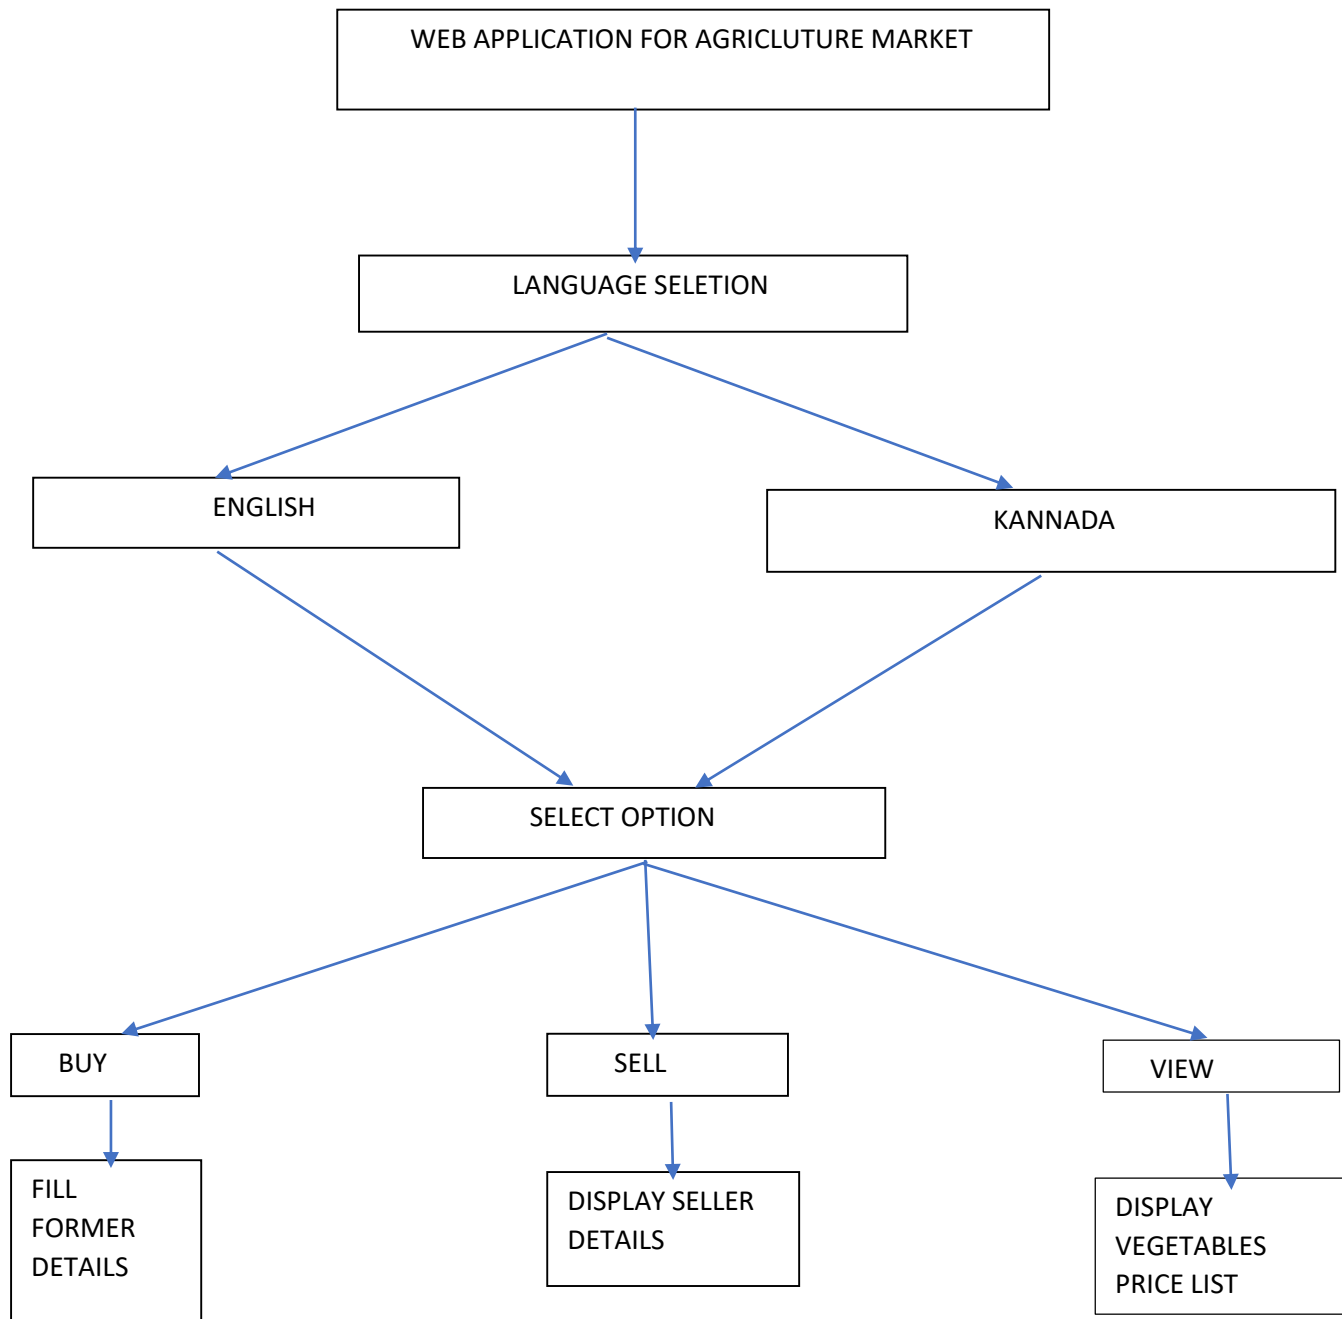 WEB APPLICATION FOR AGRICLUTURE MARKET
LANGUAGE SELETION
ENGLISH
KANNADA
SELECT OPTION
BUY
SELL
VIEW
FILL
FORMER
DETAILS
DISPLAY SELLER
DETAILS
DISPLAY
VEGETABLES
PRICE LIST